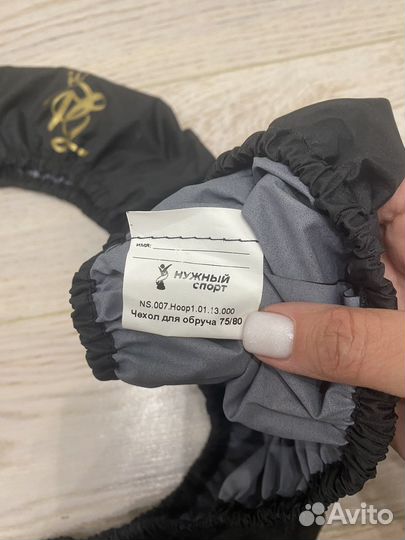 ИМЯ:
НУЖНЫЙ
спорт
NS.007.Hoop1.01.13.000
Чехол для обруча 75/80
Avito